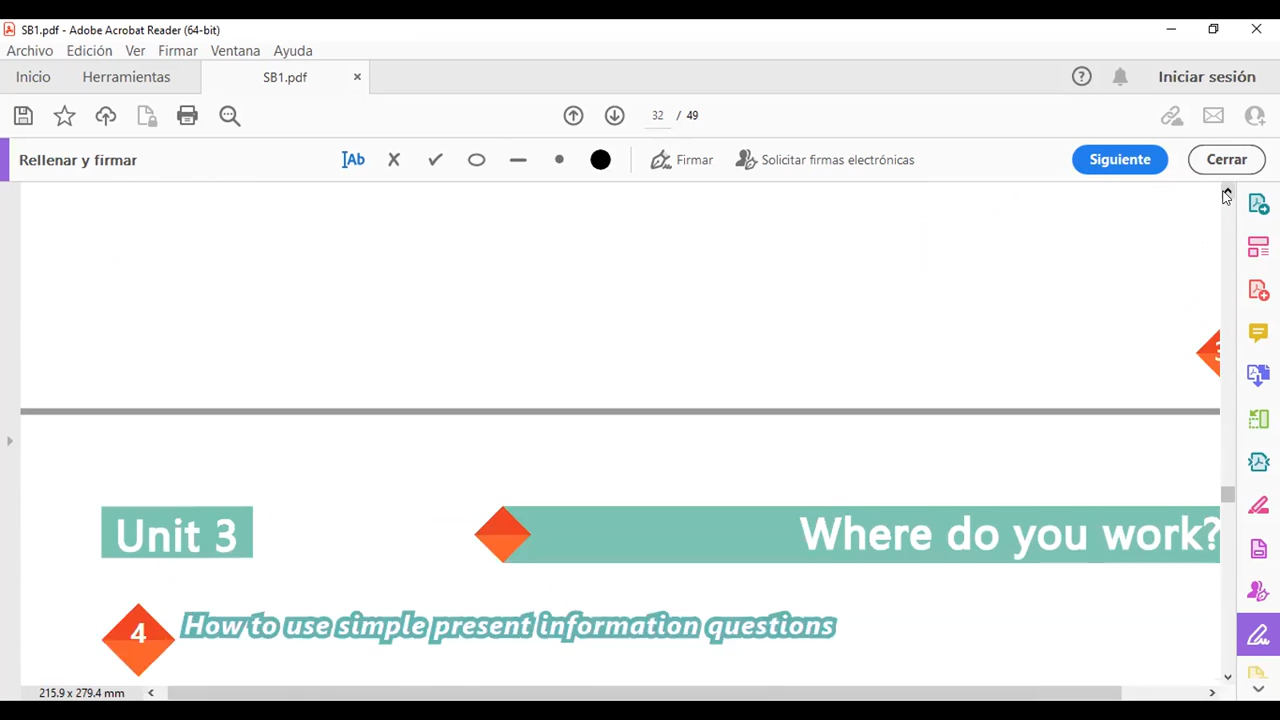 SB1.pdf - Adobe Acrobat Reader (64-bit)
Archivo Edición Ver Firmar Ventana Ayuda
Inicio Herramientas SB1.pdf × Iniciar sesión
32 / 49
Rellenar y firmar Ab Firmar Solicitar firmas electrónicas Siguiente Cerrar
Unit 3 Where do you work?
4 How to use simple present information questions
215.9 x 279.4 mm